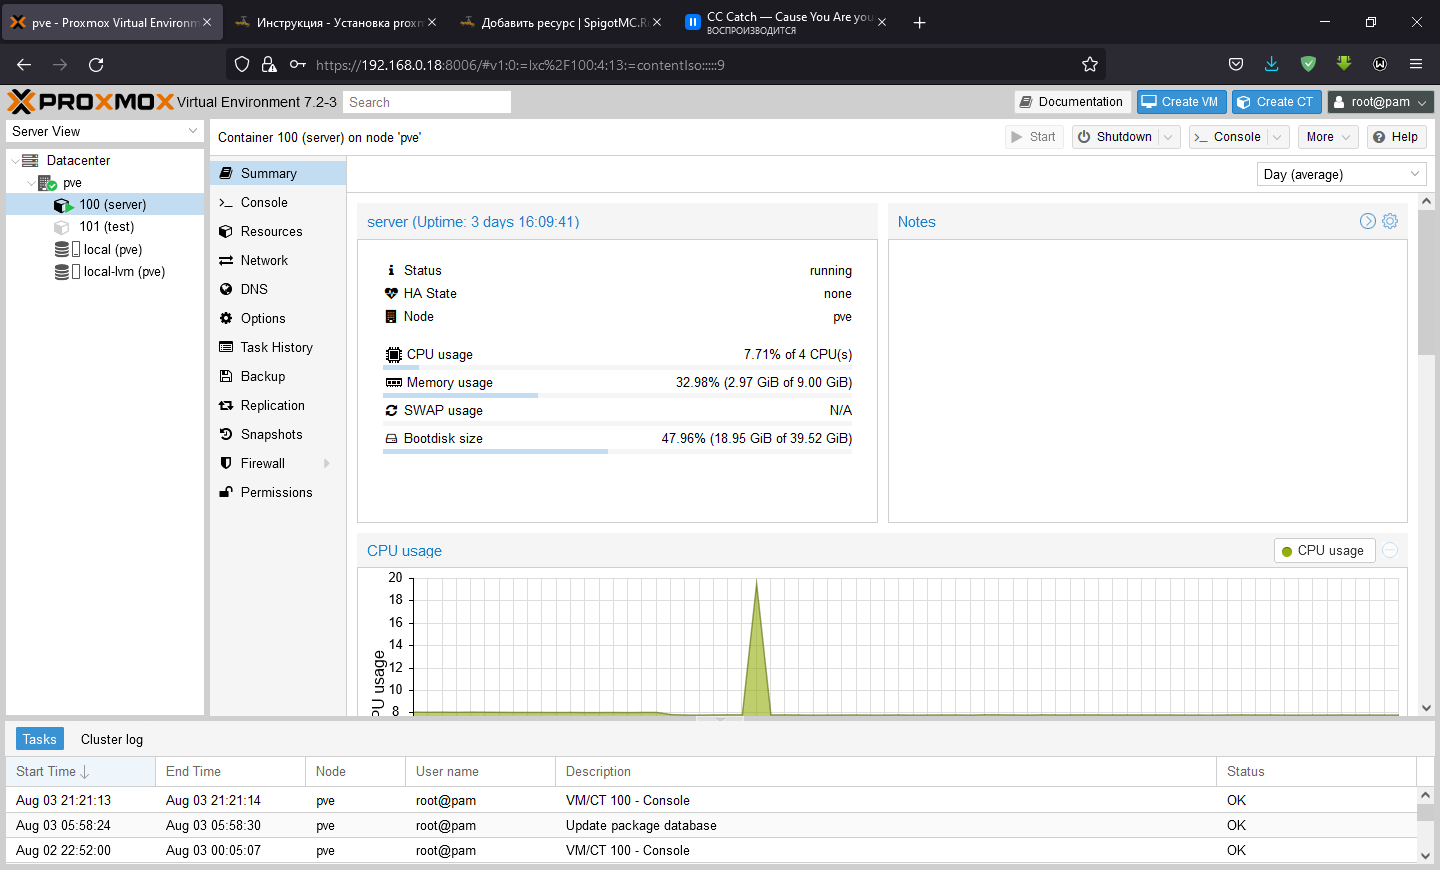 pve - Proxmox Virtual Environm
Инструкция - Установка prox
Добавить ресурс | SpigotMC.R
CC Catch — Cause You Are you
ВОСПРОИЗВОДИТСЯ
https://192.168.0.18:8006/#v1:0:=lxc%2F100:4:13:=contentIso:::::9
PROXMOX Virtual Environment 7.2-3
Search
Documentation
Create VM
Create CT
root@pam
Server View
Container 100 (server) on node 'pve'
Start
Shutdown
Console
More
Help
Datacenter
pve
100 (server)
101 (test)
local (pve)
local-lvm (pve)
Summary
Console
Resources
Network
DNS
Options
Task History
Backup
Replication
Snapshots
Firewall
Permissions
Day (average)
server (Uptime: 3 days 16:09:41)
Status running
HA State none
Node pve
CPU usage 7.71% of 4 CPU(s)
Memory usage 32.98% (2.97 GiB of 9.00 GiB)
SWAP usage N/A
Bootdisk size 47.96% (18.95 GiB of 39.52 GiB)
Notes
CPU usage
CPU usage
20
18
16
14
12
10
8
PU usage
Tasks
Cluster log
Start Time End Time Node User name Description Status
Aug 03 21:21:13 Aug 03 21:21:14 pve root@pam VM/CT 100 - Console OK
Aug 03 05:58:24 Aug 03 05:58:30 pve root@pam Update package database OK
Aug 02 22:52:00 Aug 03 00:05:07 pve root@pam VM/CT 100 - Console OK